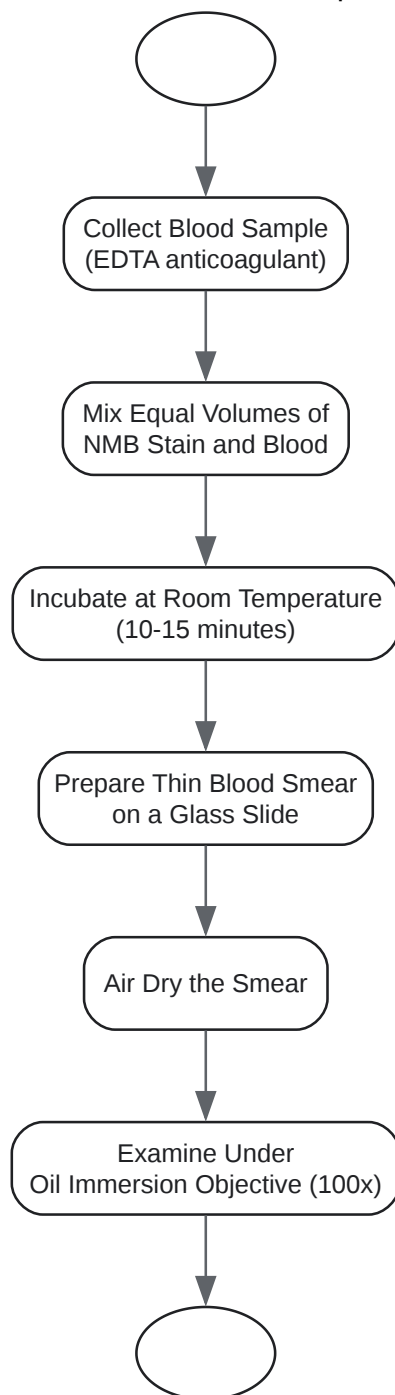 Collect Blood Sample
(EDTA anticoagulant)
Mix Equal Volumes of
NMB Stain and Blood
Incubate at Room Temperature
(10-15 minutes)
Prepare Thin Blood Smear
on a Glass Slide
Air Dry the Smear
Examine Under
Oil Immersion Objective (100x)